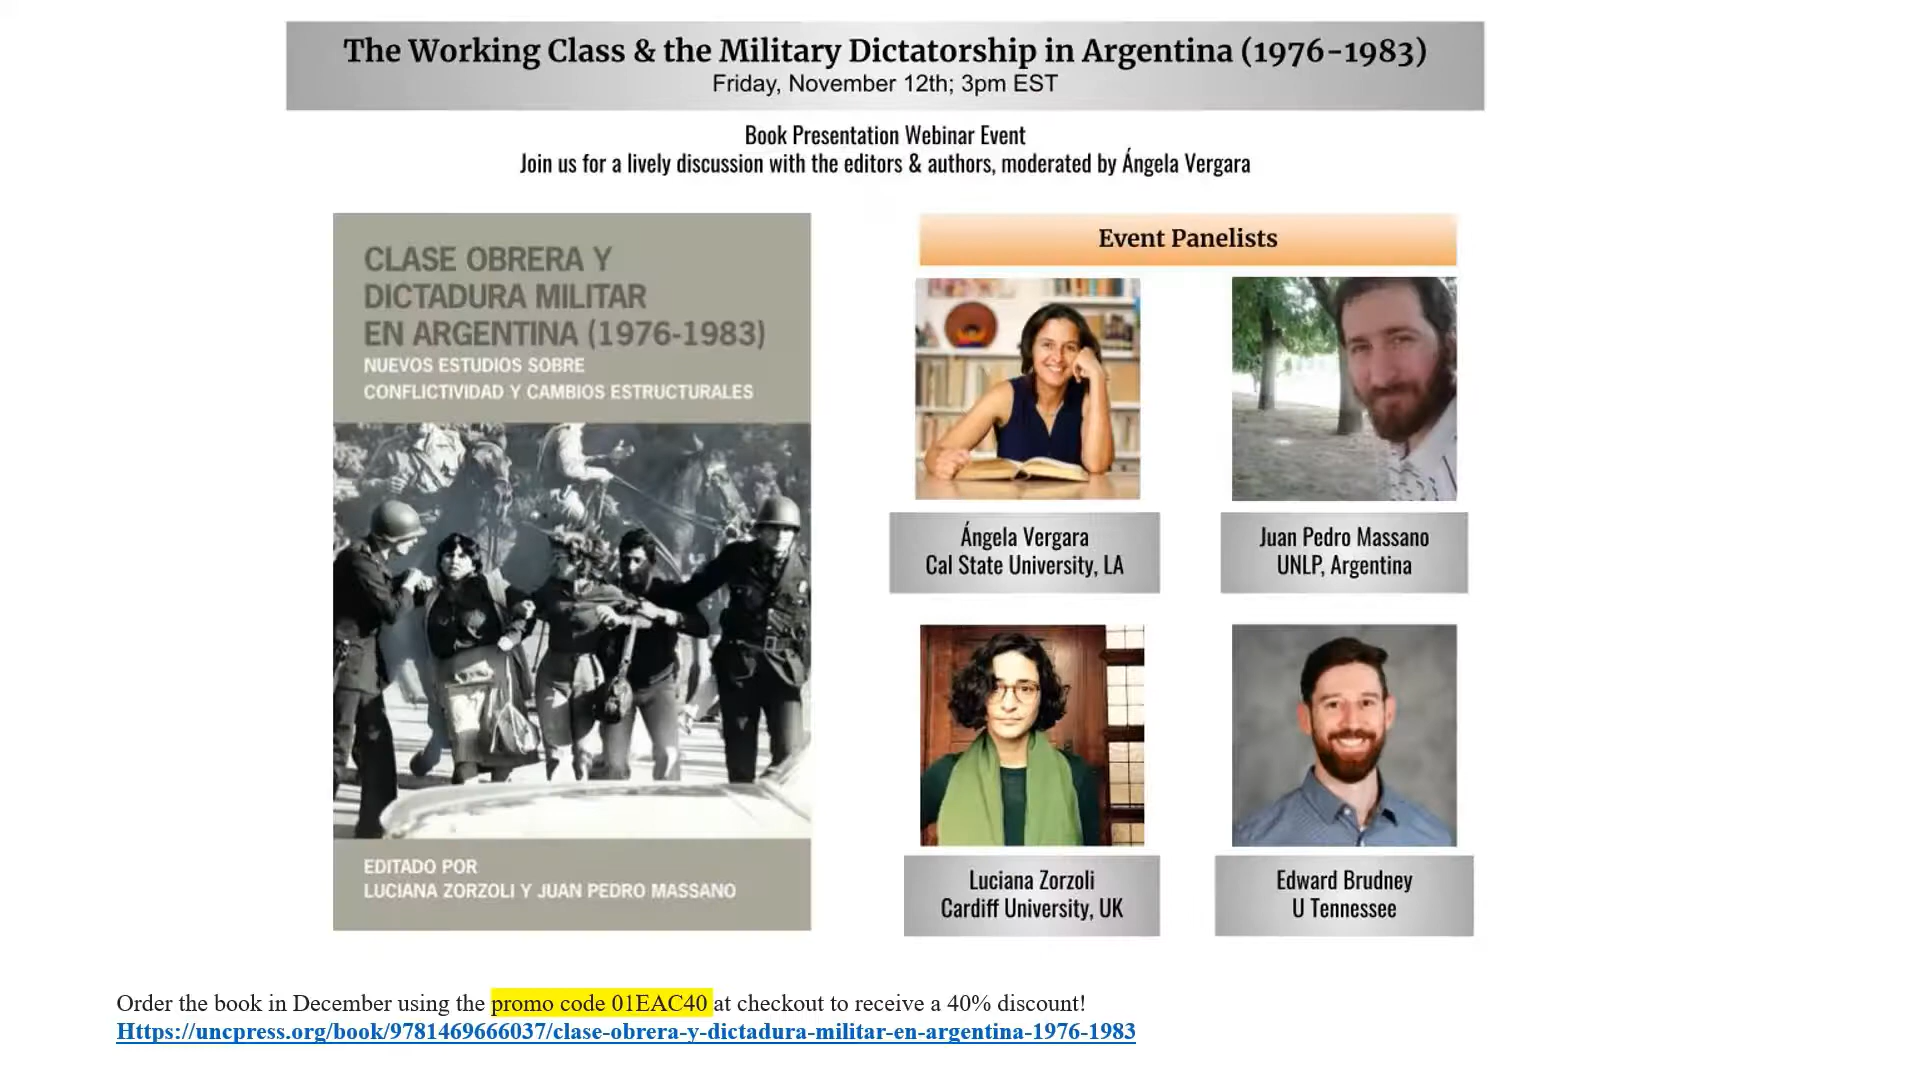 The Working Class & the Military Dictatorship in Argentina (1976-1983)
Friday, November 12th; 3pm EST
Book Presentation Webinar Event
Join us for a lively discussion with the editors & authors, moderated by Ángela Vergara
CLASE OBRERA Y
DICTADURA MILITAR
EN ARGENTINA (1976-1983)
NUEVOS ESTUDIOS SOBRE
CONFLICTIVIDAD Y CAMBIOS ESTRUCTURALES
EDITADO POR
LUCIANA ZORZOLI Y JUAN PEDRO MASSANO
Event Panelists
Ángela Vergara
Cal State University, LA
Juan Pedro Massano
UNLP, Argentina
Luciana Zorzoli
Cardiff University, UK
Edward Brudney
U Tennessee
Order the book in December using the promo code 01EAC40 at checkout to receive a 40% discount!
Https://uncpress.org/book/9781469666037/clase-obrera-y-dictadura-militar-en-argentina-1976-1983